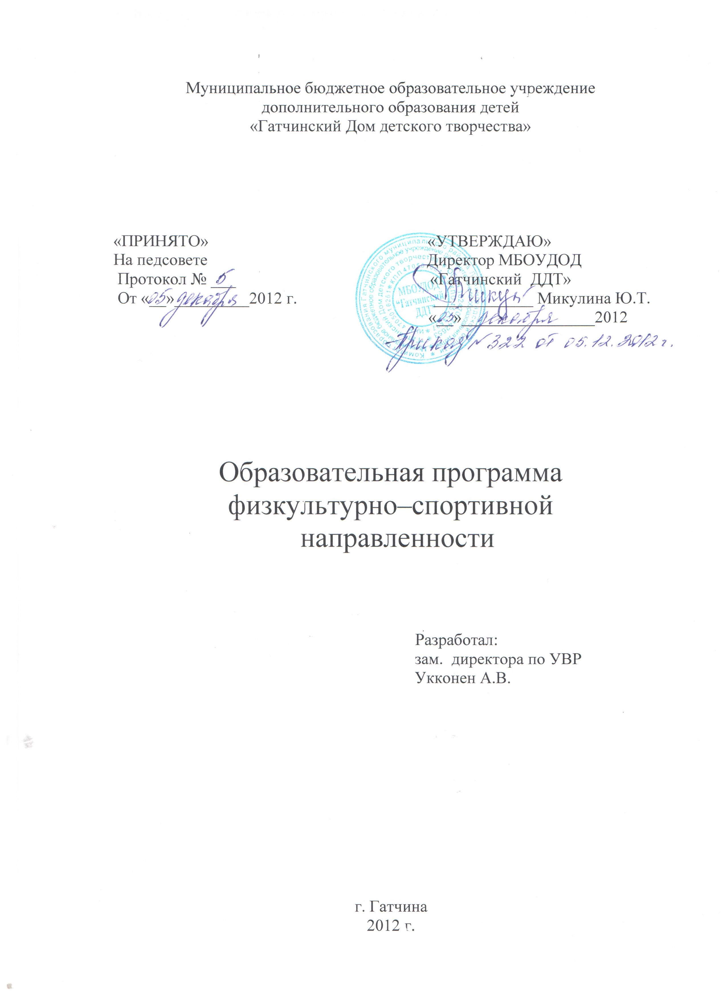 Муниципальное бюджетное образовательное учреждение
дополнительного образования детей
«Гатчинский Дом детского творчества»
«ПРИНЯТО»
На педсовете
Протокол № 5
От «05» декабря 2012 г.
«УТВЕРЖДАЮ»
Директор МБОУДОД
«Гатчинский ДДТ»
Микулина Ю.Т.
«05» декабря 2012
Приказ № 322 от 05.12.2012 г.
МБОУДОД
"Гатчинский
ДДТ"
Образовательная программа
физкультурно–спортивной
направленности
Разработал:
зам. директора по УВР
Укконен А.В.
г. Гатчина
2012 г.